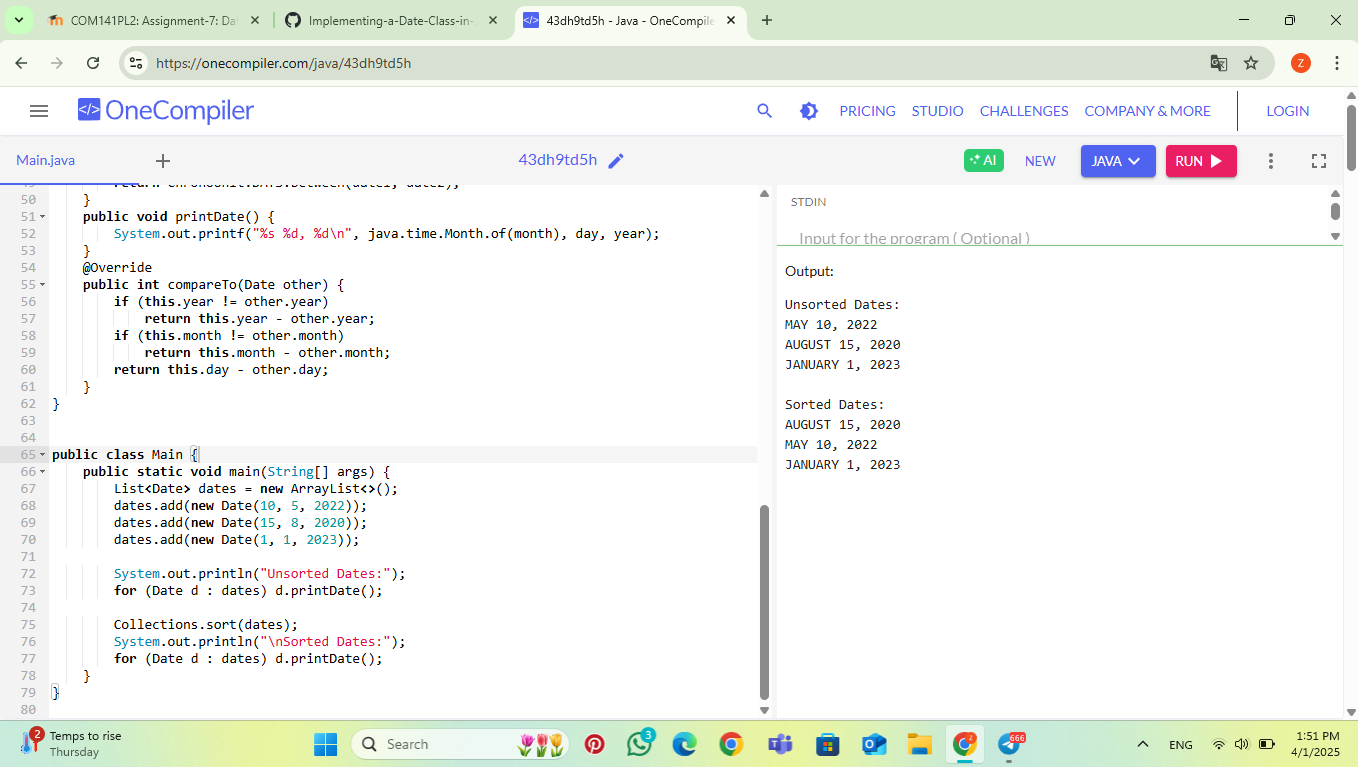 COM141PL2: Assignment-7: Da
Implementing-a-Date-Class-in-
43dh9td5h - Java - OneCompile
https://onecompiler.com/java/43dh9td5h
Z
</> OneCompiler
PRICING
STUDIO
CHALLENGES
COMPANY & MORE
LOGIN
Main.java
43dh9td5h
AI
NEW
JAVA
RUN
50 }
51 public void printDate() {
52 System.out.printf("%s %d, %d\n", java.time.Month.of(month), day, year);
53 }
54 @Override
55 public int compareTo(Date other) {
56 if (this.year != other.year)
57 return this.year - other.year;
58 if (this.month != other.month)
59 return this.month - other.month;
60 return this.day - other.day;
61 }
62 }
63
64
65 public class Main {
66 public static void main(String[] args) {
67 List<Date> dates = new ArrayList<>();
68 dates.add(new Date(10, 5, 2022));
69 dates.add(new Date(15, 8, 2020));
70 dates.add(new Date(1, 1, 2023));
71
72 System.out.println("Unsorted Dates:");
73 for (Date d : dates) d.printDate();
74
75 Collections.sort(dates);
76 System.out.println("\nSorted Dates:");
77 for (Date d : dates) d.printDate();
78 }
79 }
80
STDIN
Input for the program ( Optional )
Output:
Unsorted Dates:
MAY 10, 2022
AUGUST 15, 2020
JANUARY 1, 2023
Sorted Dates:
AUGUST 15, 2020
MAY 10, 2022
JANUARY 1, 2023
2
Temps to rise
Thursday
Search
3
666
ENG
1:51 PM
4/1/2025